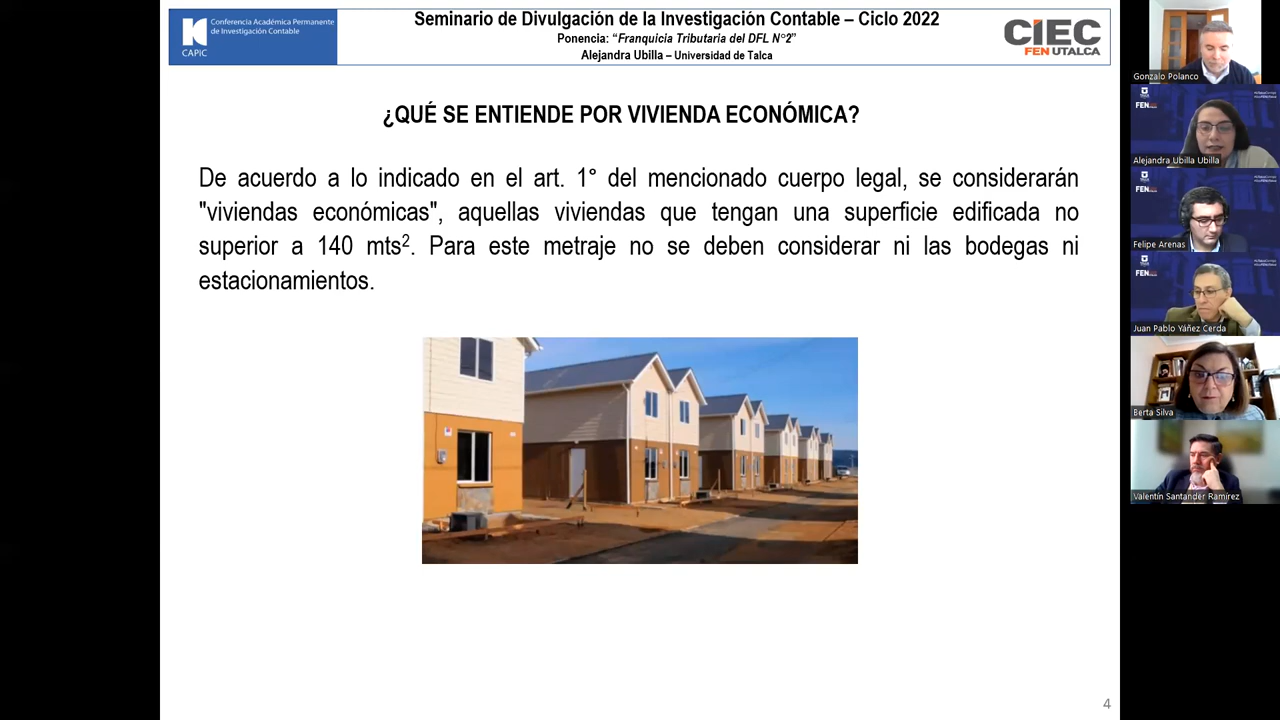 Conferencia Académica Permanente
de Investigación Contable
CAPIC
Seminario de Divulgación de la Investigación Contable – Ciclo 2022
Ponencia: “Franquicia Tributaria del DFL N°2”
Alejandra Ubilla – Universidad de Talca
CIEC
FEN UTALCA
¿QUÉ SE ENTIENDE POR VIVIENDA ECONÓMICA?
De acuerdo a lo indicado en el art. 1° del mencionado cuerpo legal, se considerarán
"viviendas económicas", aquellas viviendas que tengan una superficie edificada no
superior a 140 mts². Para este metraje no se deben considerar ni las bodegas ni
estacionamientos.
4
Gonzalo Polanco
FEN
Alejandra Ubilla Ubilla
FEN
Felipe Arenas
FEN
Juan Pablo Yáñez Cerda
Berta Silva
Valentín Santander Ramírez